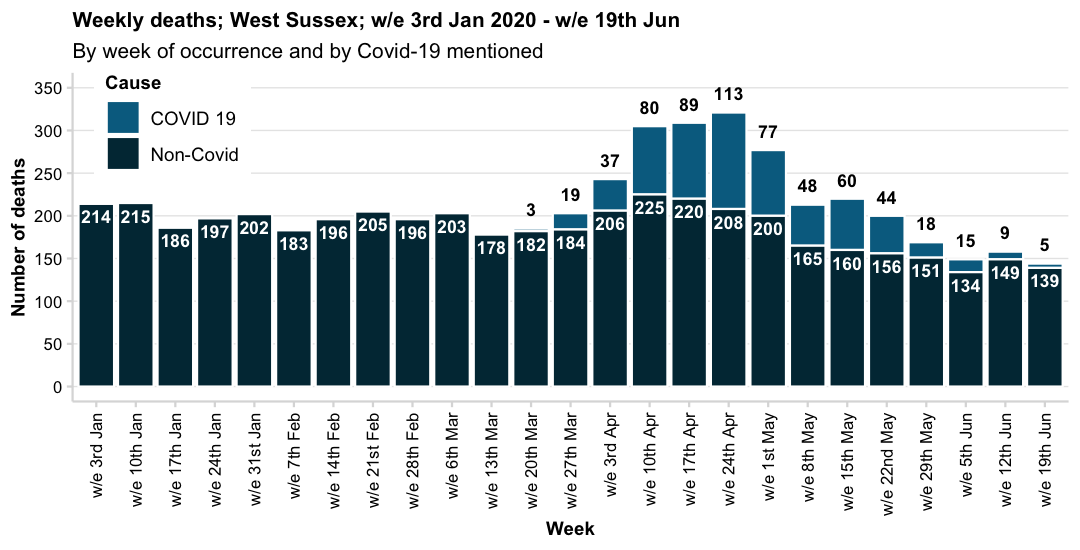 Weekly deaths; West Sussex; w/e 3rd Jan 2020 - w/e 19th Jun
By week of occurrence and by Covid-19 mentioned
Cause
COVID 19
Non-Covid
Number of deaths
350
300
250
200
150
100
50
0
3
19
37
80
89
113
77
48
60
44
18
15
9
5
214
215
186
197
202
183
196
205
196
203
178
182
184
206
225
220
208
200
165
160
156
151
134
149
139
w/e 3rd Jan
w/e 10th Jan
w/e 17th Jan
w/e 24th Jan
w/e 31st Jan
w/e 7th Feb
w/e 14th Feb
w/e 21st Feb
w/e 28th Feb
w/e 6th Mar
w/e 13th Mar
w/e 20th Mar
w/e 27th Mar
w/e 3rd Apr
w/e 10th Apr
w/e 17th Apr
w/e 24th Apr
w/e 1st May
w/e 8th May
w/e 15th May
w/e 22nd May
w/e 29th May
w/e 5th Jun
w/e 12th Jun
w/e 19th Jun
Week